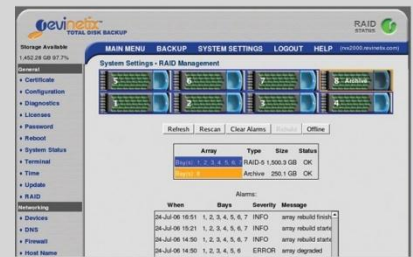 evinetix
TOTAL DISK BACKUP
RAID
STATUS
Storage Available
1,452.28 GB 97.7%
MAIN MENU BACKUP SYSTEM SETTINGS LOGOUT HELP (nvx2000.revinetix.com)
System Settings - RAID Management
General
Certificate
Configuration
Diagnostics
Licenses
Password
Reboot
System Status
Terminal
Time
Update
RAID
Networking
Devices
DNS
Firewall
Host Name
5 6 7 8 Archive
1 2 3 4
Refresh Rescan Clear Alarms Offline
Array Type Size Status
Bay(s): 1, 2, 3, 4, 5, 6, 7 RAID-5 1,500.3 GB OK
Bay(s): 8 Archive 250.1 GB OK
Alarms:
When Bays Severity Message
24-Jul-06 16:51 1, 2, 3, 4, 5, 6, 7 INFO array rebuild finish
24-Jul-06 15:21 1, 2, 3, 4, 5, 6, 7 INFO array rebuild starte
24-Jul-06 14:50 1, 2, 3, 4, 5, 6, 7 INFO array rebuild starte
24-Jul-06 14:50 1, 2, 3, 4, 5, 6 ERROR array degraded